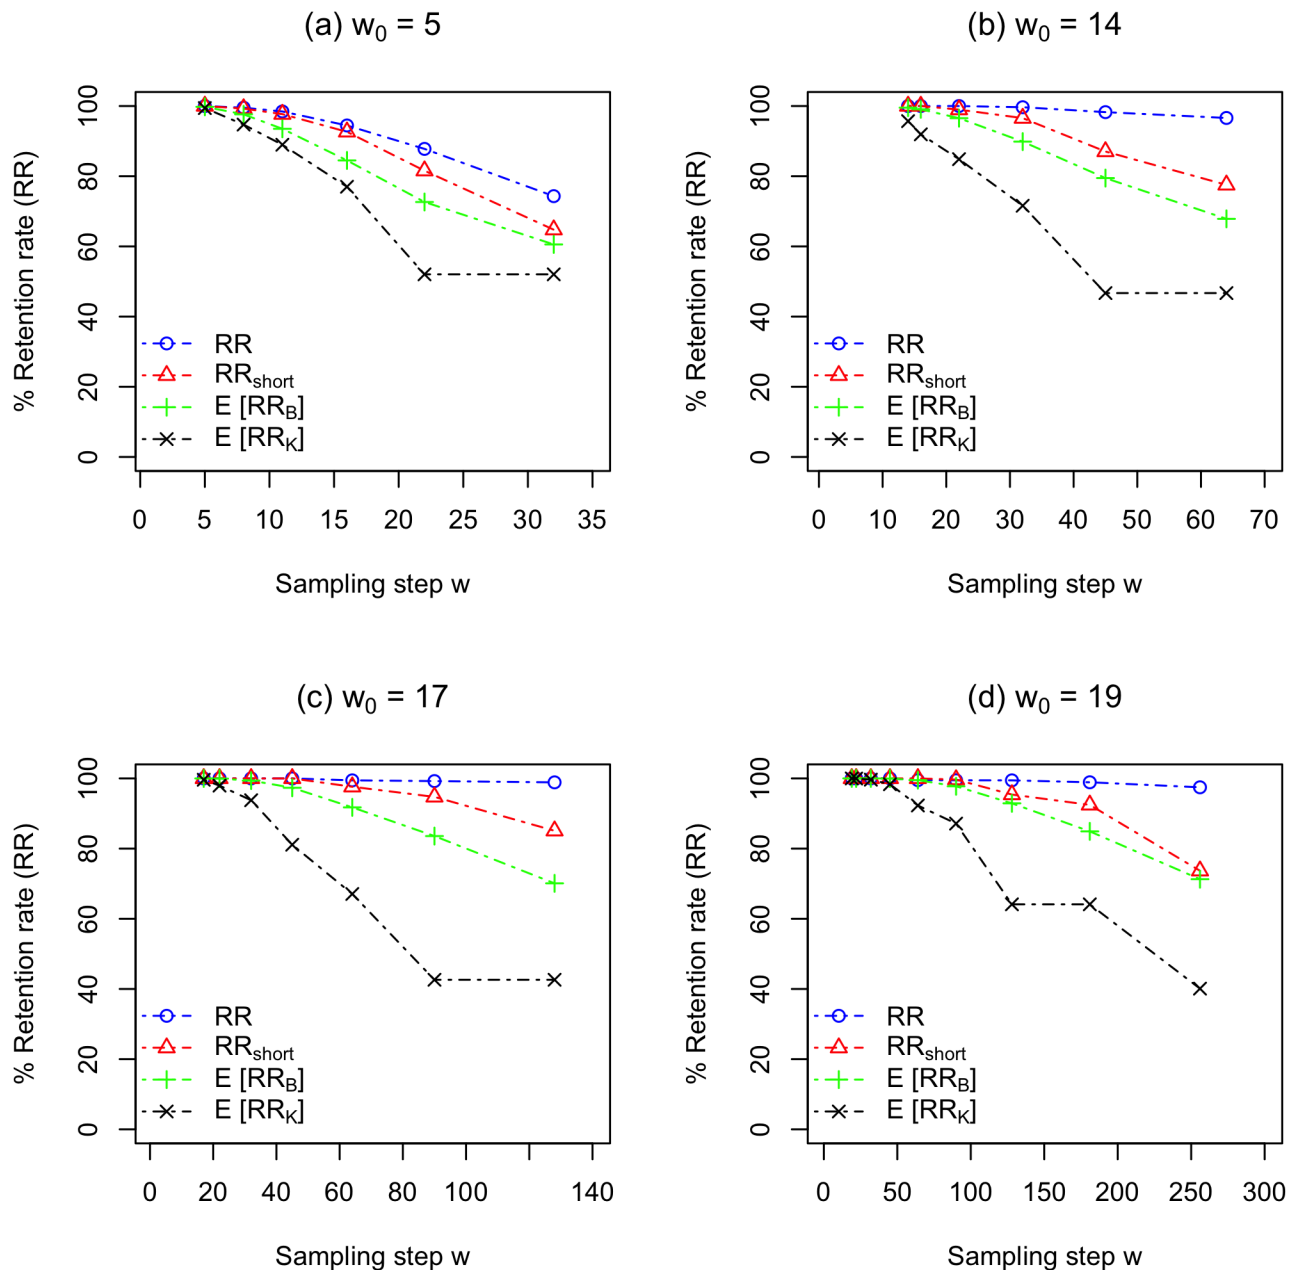 (a) w0 = 5
% Retention rate (RR)
100
80
60
40
20
0
RR
RRshort
E [RRB]
E [RRK]
0 5 10 15 20 25 30 35
Sampling step w
(b) w0 = 14
% Retention rate (RR)
100
80
60
40
20
0
RR
RRshort
E [RRB]
E [RRK]
0 10 20 30 40 50 60 70
Sampling step w
(c) w0 = 17
% Retention rate (RR)
100
80
60
40
20
0
RR
RRshort
E [RRB]
E [RRK]
0 20 40 60 80 100 140
Sampling step w
(d) w0 = 19
% Retention rate (RR)
100
80
60
40
20
0
RR
RRshort
E [RRB]
E [RRK]
0 50 100 150 200 250 300
Sampling step w